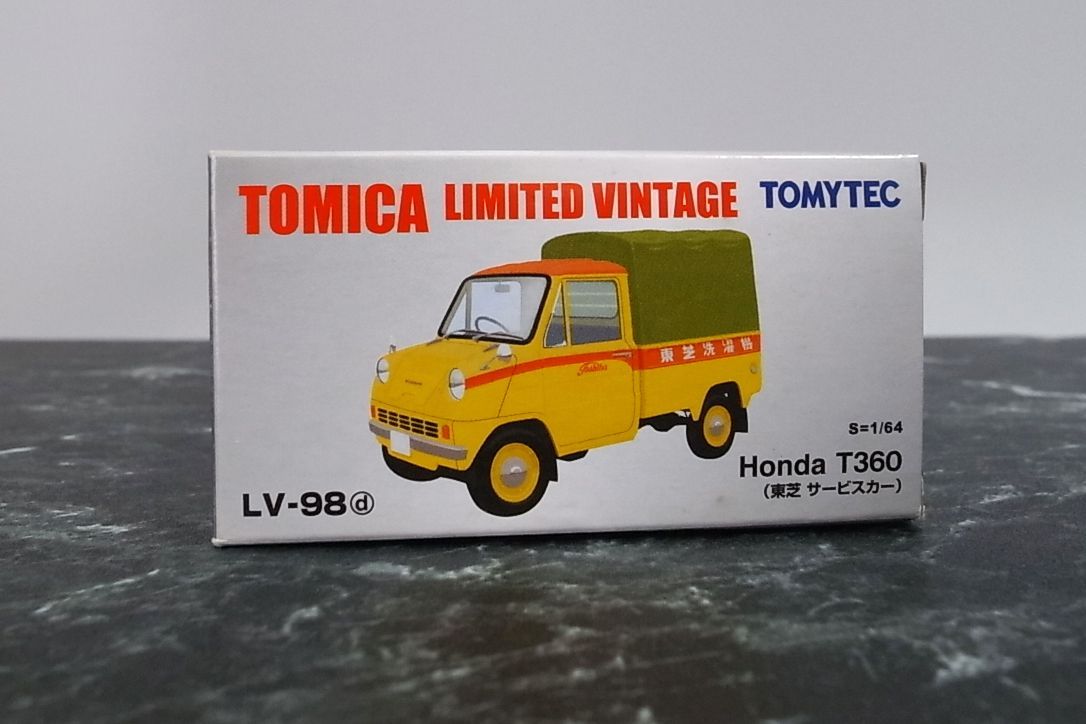 TOMICA LIMITED VINTAGE TOMYTEC
Toshiba
東芝洗濯機
S=1/64
Honda T360
(東芝 サービスカー)
LV-98ⓓ